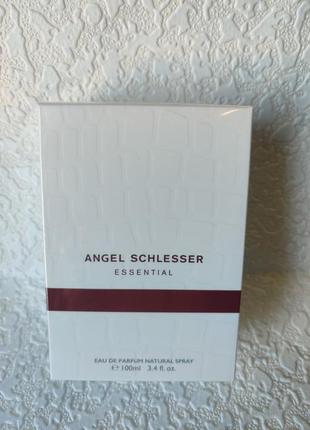 ANGEL SCHLESSER
ESSENTIAL
EAU DE PARFUM NATURAL SPRAY
℮ 100ml 3.4 fl. oz.